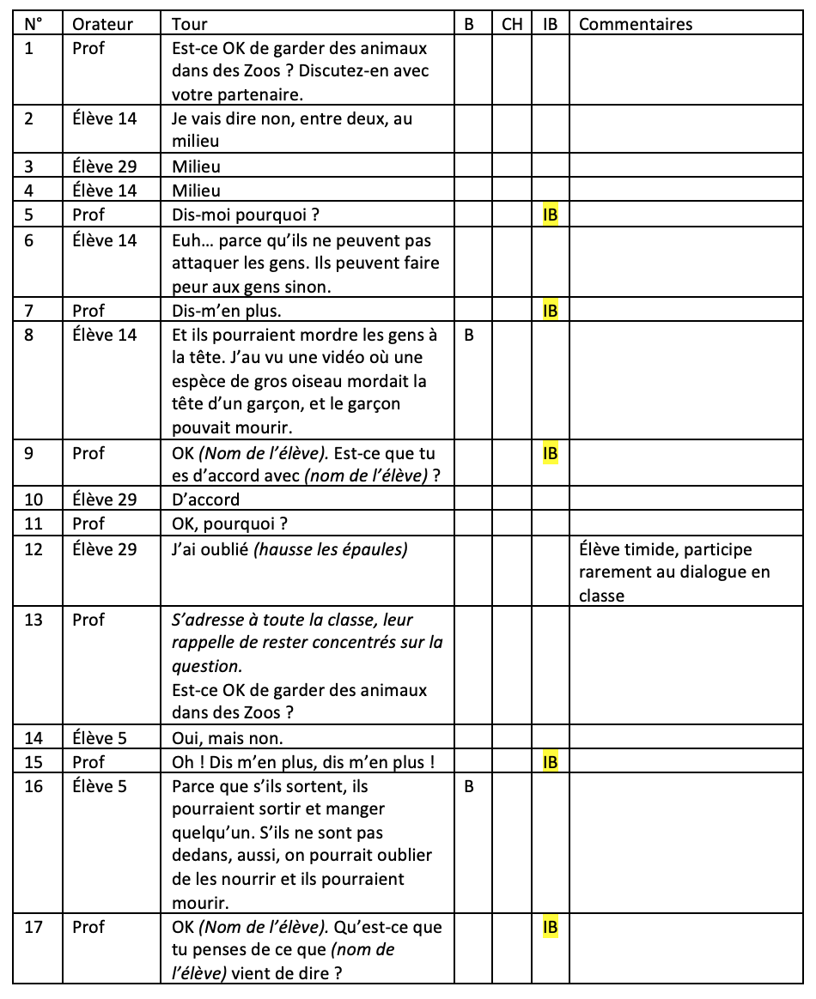 N° Orateur Tour B CH IB Commentaires
1 Prof Est-ce OK de garder des animaux
dans des Zoos ? Discutez-en avec
votre partenaire.
2 Élève 14 Je vais dire non, entre deux, au
milieu
3 Élève 29 Milieu
4 Élève 14 Milieu
5 Prof Dis-moi pourquoi ? IB
6 Élève 14 Euh… parce qu’ils ne peuvent pas
attaquer les gens. Ils peuvent faire
peur aux gens sinon.
7 Prof Dis-m’en plus. IB
8 Élève 14 Et ils pourraient mordre les gens à B
la tête. J’au vu une vidéo où une
espèce de gros oiseau mordait la
tête d’un garçon, et le garçon
pouvait mourir.
9 Prof OK (Nom de l’élève). Est-ce que tu IB
es d’accord avec (nom de l’élève) ?
10 Élève 29 D’accord
11 Prof OK, pourquoi ?
12 Élève 29 J’ai oublié (hausse les épaules) Élève timide, participe
rarement au dialogue en
classe
13 Prof S’adresse à toute la classe, leur
rappelle de rester concentrés sur la
question.
Est-ce OK de garder des animaux
dans des Zoos ?
14 Élève 5 Oui, mais non.
15 Prof Oh ! Dis m’en plus, dis m’en plus ! IB
16 Élève 5 Parce que s’ils sortent, ils B
pourraient sortir et manger
quelqu’un. S’ils ne sont pas
dedans, aussi, on pourrait oublier
de les nourrir et ils pourraient
mourir.
17 Prof OK (Nom de l’élève). Qu’est-ce que IB
tu penses de ce que (nom de
l’élève) vient de dire ?